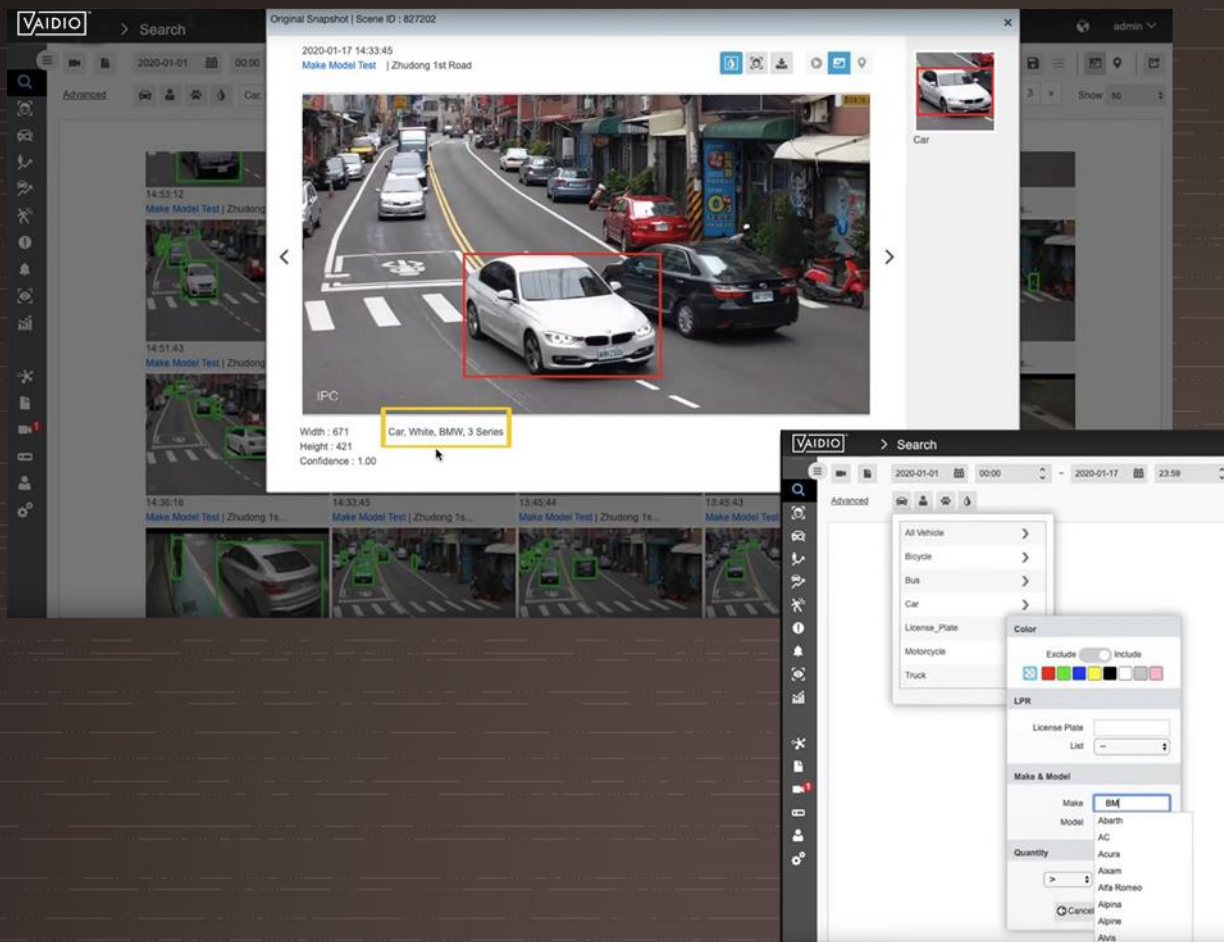 VAIDIO
> Search
admin
2020-01-01 00:00
Advanced
Car,
3
Show 50
Original Snapshot | Scene ID : 827202
×
2020-01-17 14:33:45
Make Model Test | Zhudong 1st Road
Car
IPC
Width : 671
Height : 421
Confidence : 1.00
Car, White, BMW, 3 Series
14:53:12
Make Model Test | Zhudong
14:51:43
Make Model Test | Zhudong
14:36:16
Make Model Test | Zhudong 1s...
14:33:45
Make Model Test | Zhudong 1s...
13:45:44
Make Model Test | Zhudong 1s...
13:45:43
Make Model Test
1
VAIDIO
> Search
2020-01-01 00:00 ~ 2020-01-17 23:59
Advanced
All Vehicle
Bicycle
Bus
Car
License_Plate
Motorcycle
Truck
Color
Exclude Include
LPR
License Plate
List --
Make & Model
Make BM
Model
Abarth
AC
Acura
Aixam
Alfa Romeo
Alpina
Alpine
Alvis
Quantity
>
Cancel
1